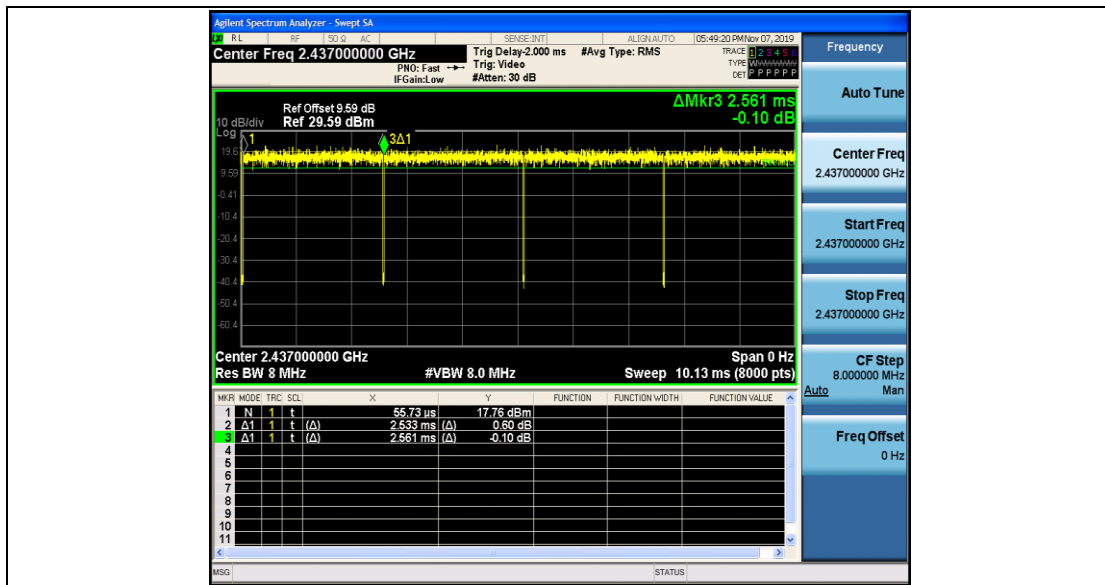 Agilent Spectrum Analyzer - Swept SA
RL RF 50 Ω AC SENSE:INT ALIGN AUTO 05:49:20 PM Nov 07, 2019
Center Freq 2.437000000 GHz
PNO: Fast
IFGain:Low
Trig Delay-2.000 ms
Trig: Video
#Atten: 30 dB
#Avg Type: RMS
TRACE 1 2 3 4 5 6
TYPE
DET P P P P P P
Frequency
ΔMkr3 2.561 ms
-0.10 dB
Ref Offset 9.59 dB
Ref 29.59 dBm
10 dB/div
Log
1
3Δ1
19.6
9.59
-0.41
-10.4
-20.4
-30.4
-40.4
-50.4
-60.4
Center 2.437000000 GHz Span 0 Hz
Res BW 8 MHz #VBW 8.0 MHz Sweep 10.13 ms (8000 pts)
MKR MODE TRC SCL X Y FUNCTION FUNCTION WIDTH FUNCTION VALUE
1 N 1 t 55.73 µs 17.76 dBm
2 Δ1 1 t (Δ) 2.533 ms (Δ) 0.60 dB
3 Δ1 1 t (Δ) 2.561 ms (Δ) -0.10 dB
4
5
6
7
8
9
10
11
MSG STATUS
Auto Tune
Center Freq
2.437000000 GHz
Start Freq
2.437000000 GHz
Stop Freq
2.437000000 GHz
CF Step
8.000000 MHz
Auto Man
Freq Offset
0 Hz